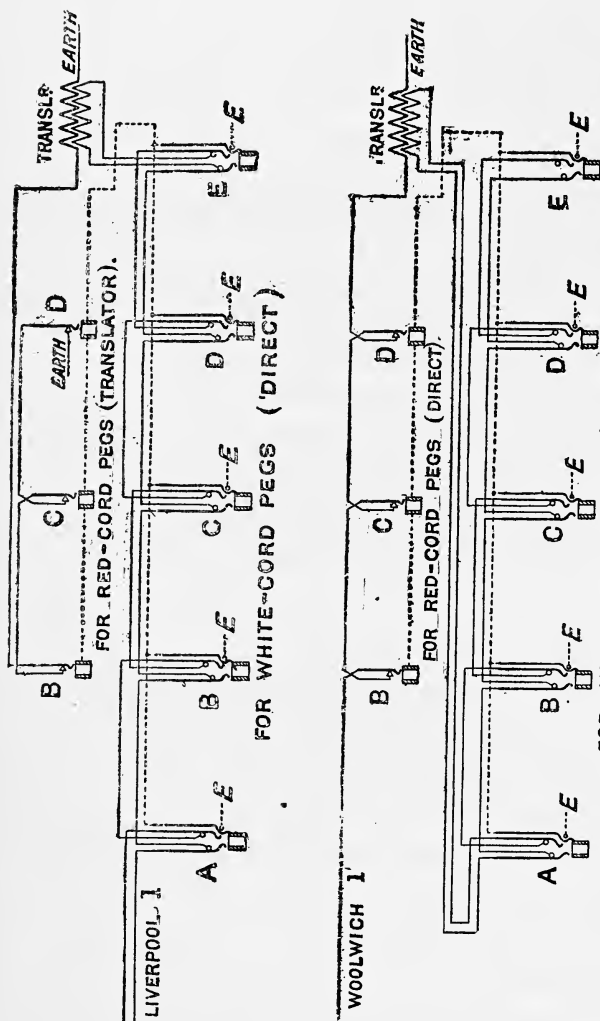 TRANSLR EARTH
B C EARTH D
FOR RED-CORD PEGS (TRANSLATOR).
LIVERPOOL 1
A B C D E
E E E E E
FOR WHITE-CORD PEGS ('DIRECT')
TRANSLR EARTH
WOOLWICH 1
B C D
FOR RED-CORD PEGS (DIRECT)
A B C D E
E E E E E